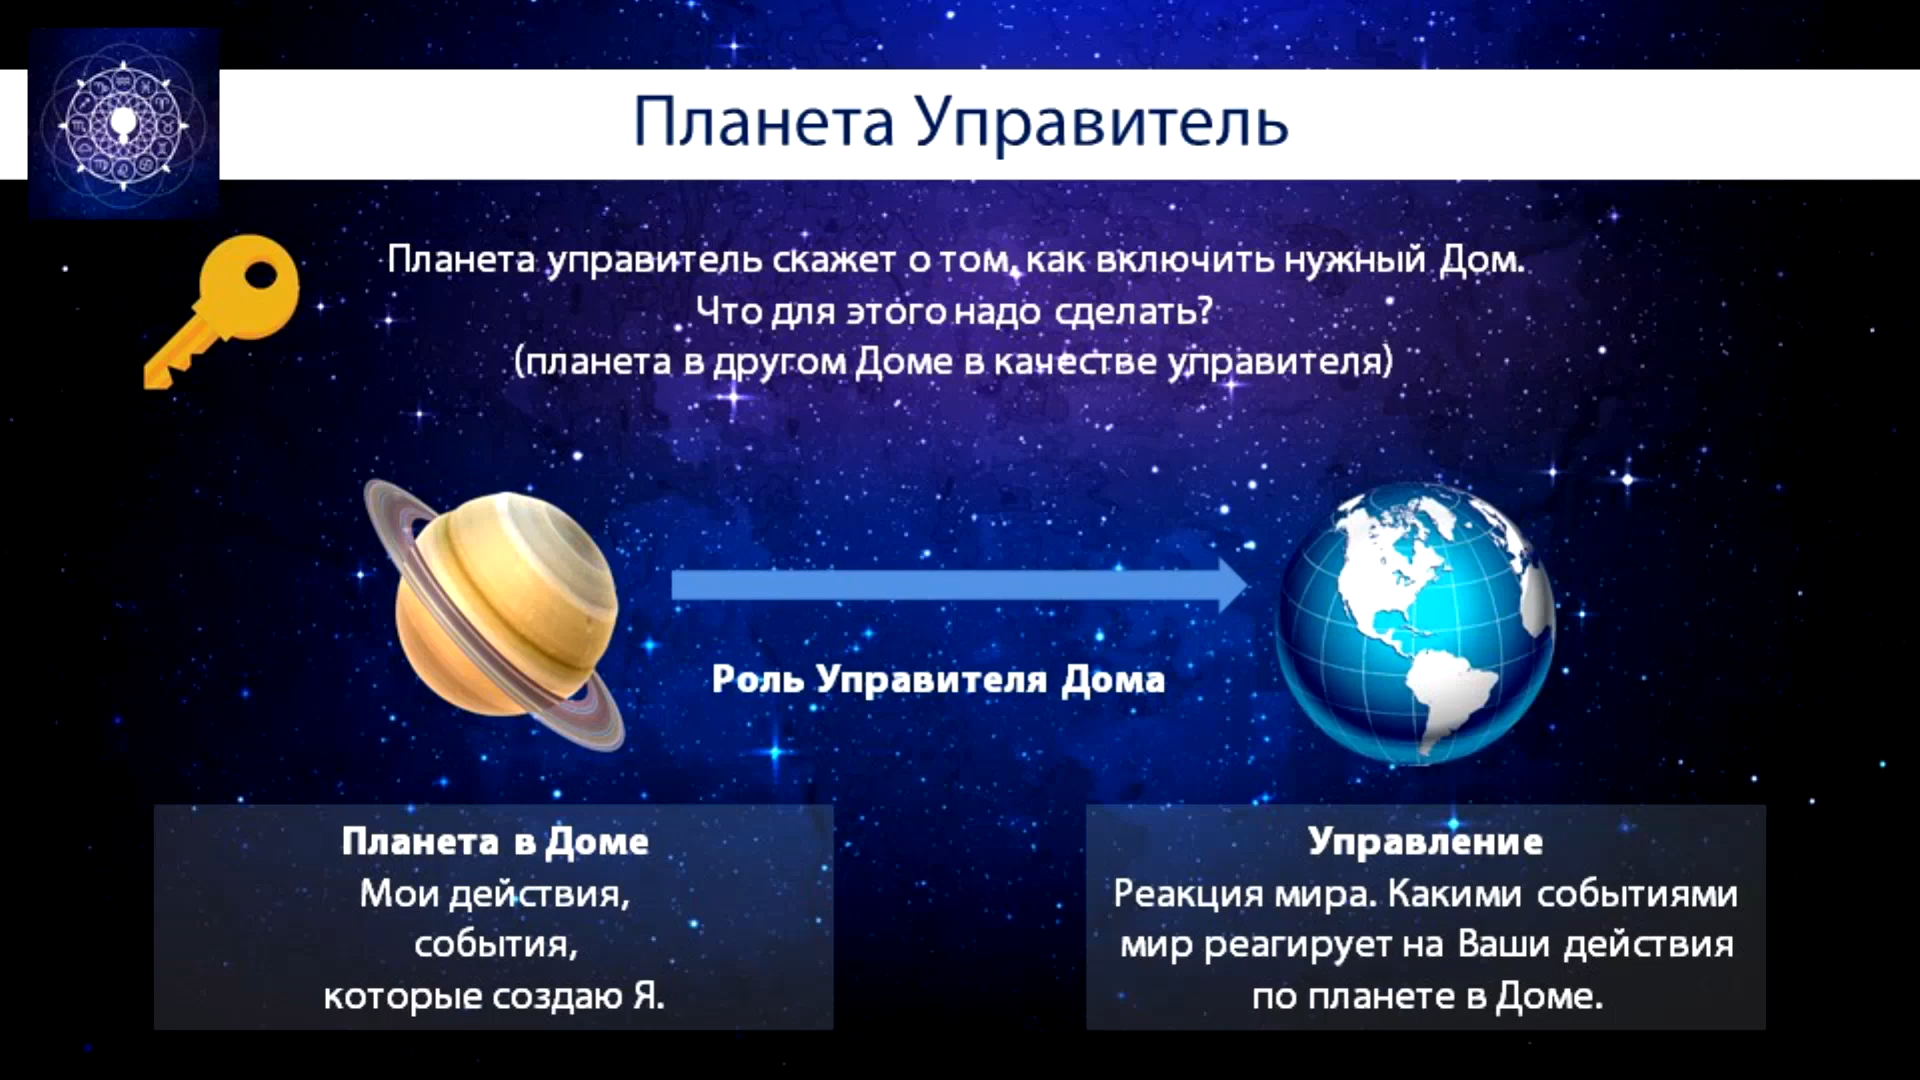 Планета Управитель
Планета управитель скажет о том, как включить нужный Дом.
Что для этого надо сделать?
(планета в другом Доме в качестве управителя)
Роль Управителя Дома
Планета в Доме
Мои действия,
события,
которые создаю Я.
Управление
Реакция мира. Какими событиями
мир реагирует на Ваши действия
по планете в Доме.